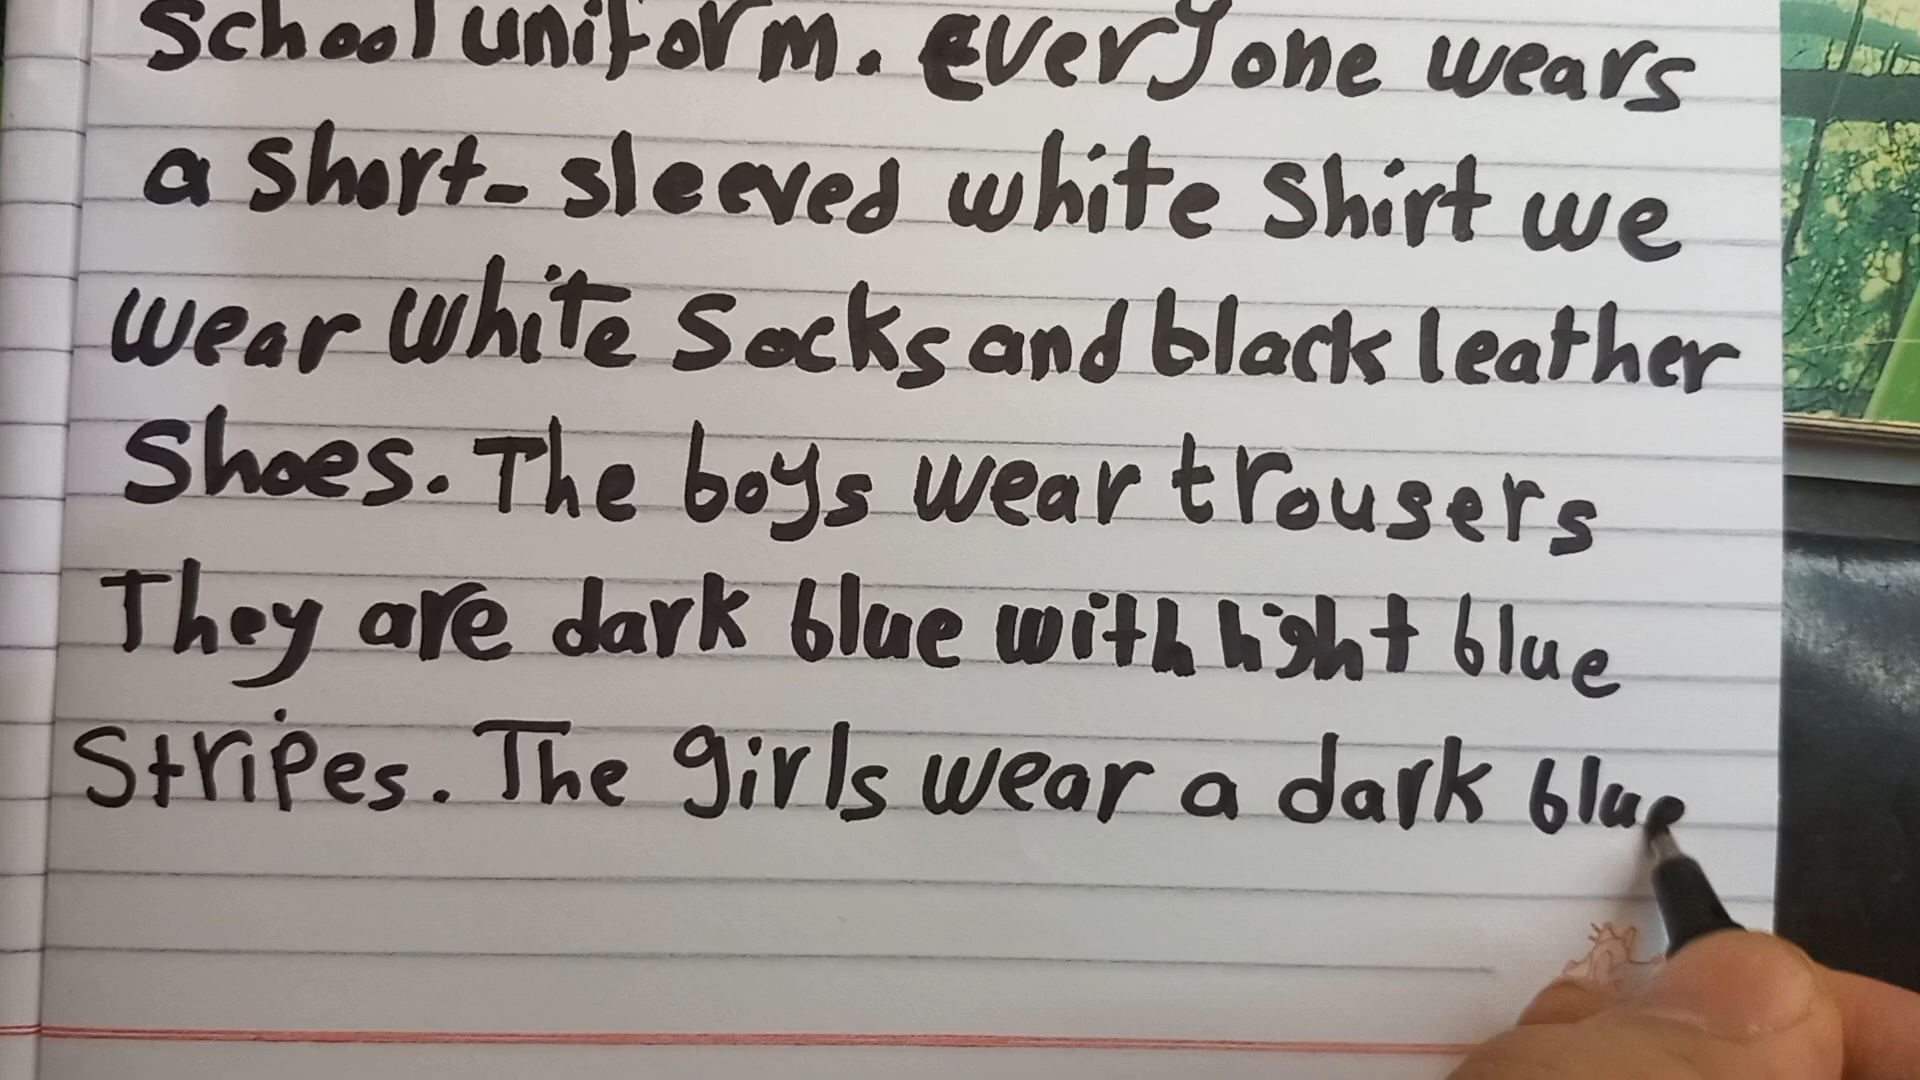 School uniform. Everyone wears
a short-sleeved white Shirt we
wear white Socks and black leather
Shoes. The boys wear trousers
They are dark blue with light blue
Stripes. The girls wear a dark blue